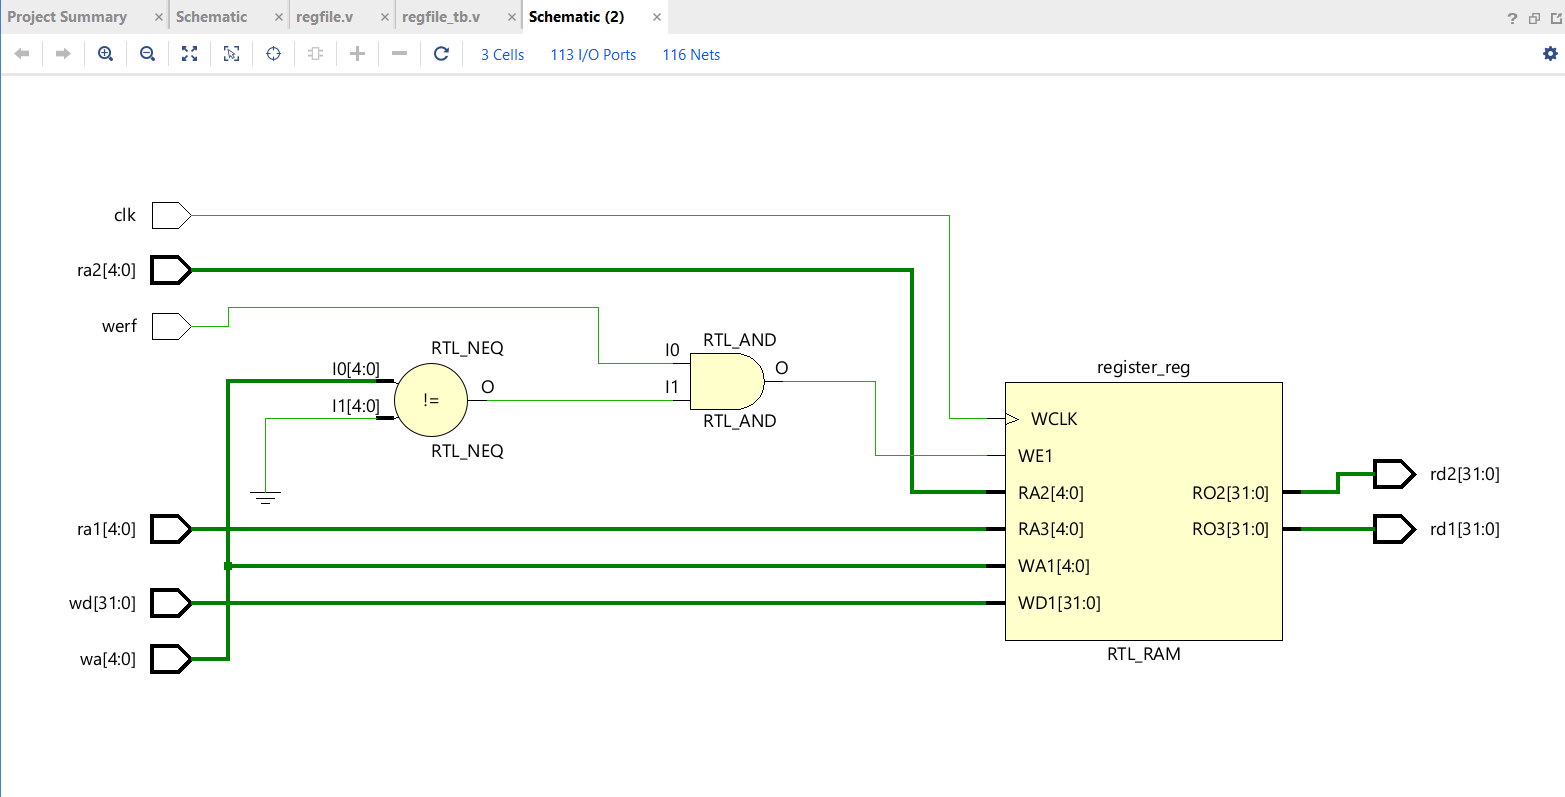 Project Summary × Schematic × regfile.v × regfile_tb.v × Schematic (2) × ?
3 Cells 113 I/O Ports 116 Nets
clk
ra2[4:0]
werf
RTL_NEQ
I0[4:0]
I1[4:0]
!=
O
RTL_NEQ
RTL_AND
I0
I1
O
RTL_AND
ra1[4:0]
wd[31:0]
wa[4:0]
register_reg
WCLK
WE1
RA2[4:0] RO2[31:0]
RA3[4:0] RO3[31:0]
WA1[4:0]
WD1[31:0]
RTL_RAM
rd2[31:0]
rd1[31:0]